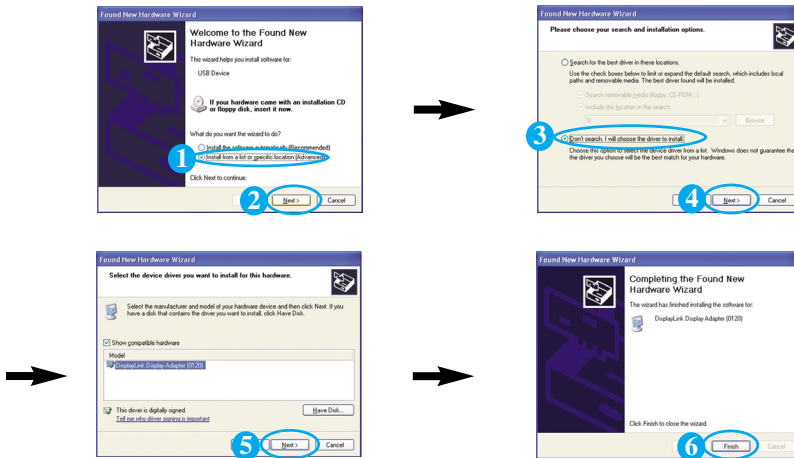 Found New Hardware Wizard
Welcome to the Found New
Hardware Wizard
This wizard helps you install software for:
USB Device
If your hardware came with an installation CD
or floppy disk, insert it now.
What do you want the wizard to do?
Install the software automatically (Recommended)
1
Install from a list or specific location (Advanced)
Click Next to continue.
2
Next >
Cancel
Found New Hardware Wizard
Please choose your search and installation options.
Search for the best driver in these locations.
Use the check boxes below to limit or expand the default search, which includes local
paths and removable media. The best driver found will be installed.
Search removable media (floppy, CD-ROM...)
Include this location in the search:
D:
Browse
3
Don't search. I will choose the driver to install.
Choose this option to select the device driver from a list. Windows does not guarantee tha
the driver you choose will be the best match for your hardware.
4
Next >
Cancel
Found New Hardware Wizard
Select the device driver you want to install for this hardware.
Select the manufacturer and model of your hardware device and then click Next. If you
have a disk that contains the driver you want to install, click Have Disk.
Show compatible hardware
Model
DisplayLink Display Adapter (0120)
This driver is digitally signed.
Tell me why driver signing is important
Have Disk...
5
Next >
Cancel
Found New Hardware Wizard
Completing the Found New
Hardware Wizard
The wizard has finished installing the software for:
DisplayLink Display Adapter (0120)
Click Finish to close the wizard.
6
Finish
Cancel